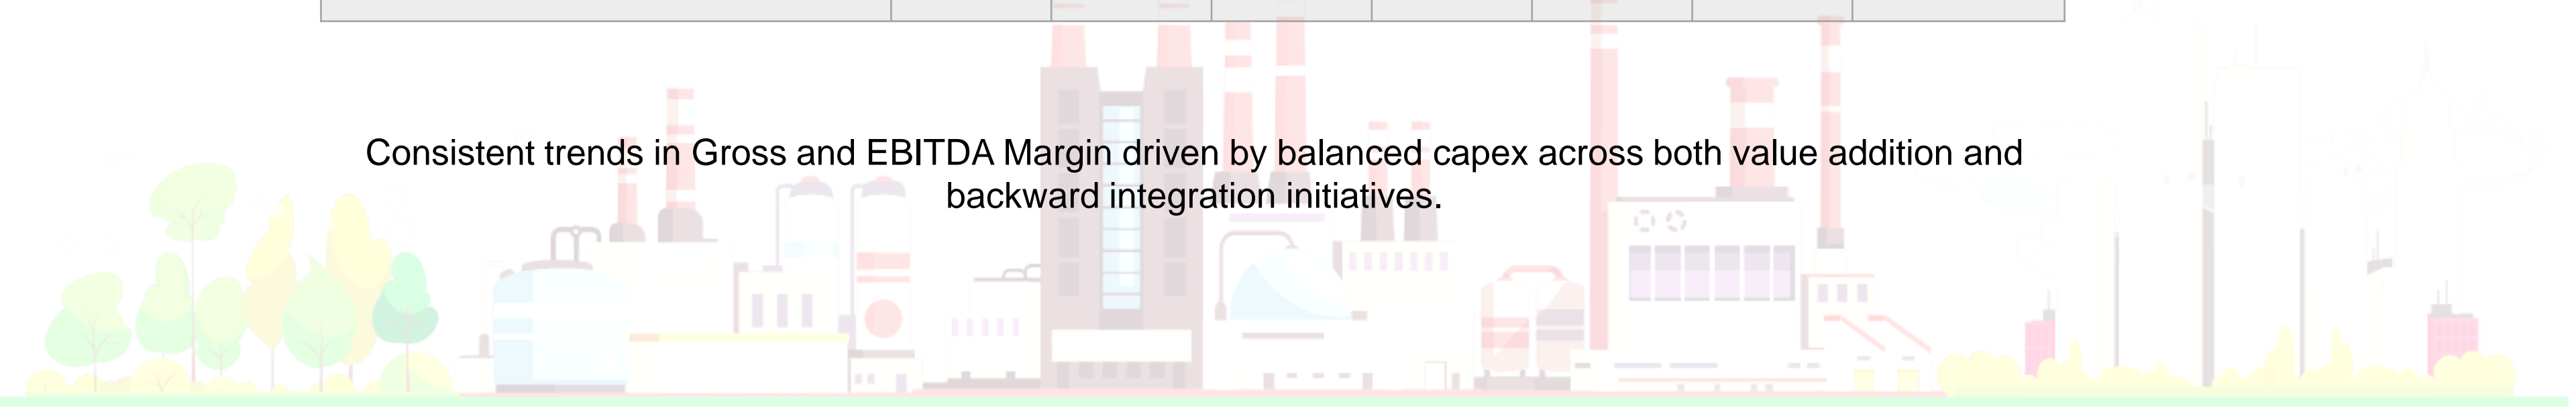 Consistent trends in Gross and EBITDA Margin driven by balanced capex across both value addition and
backward integration initiatives.